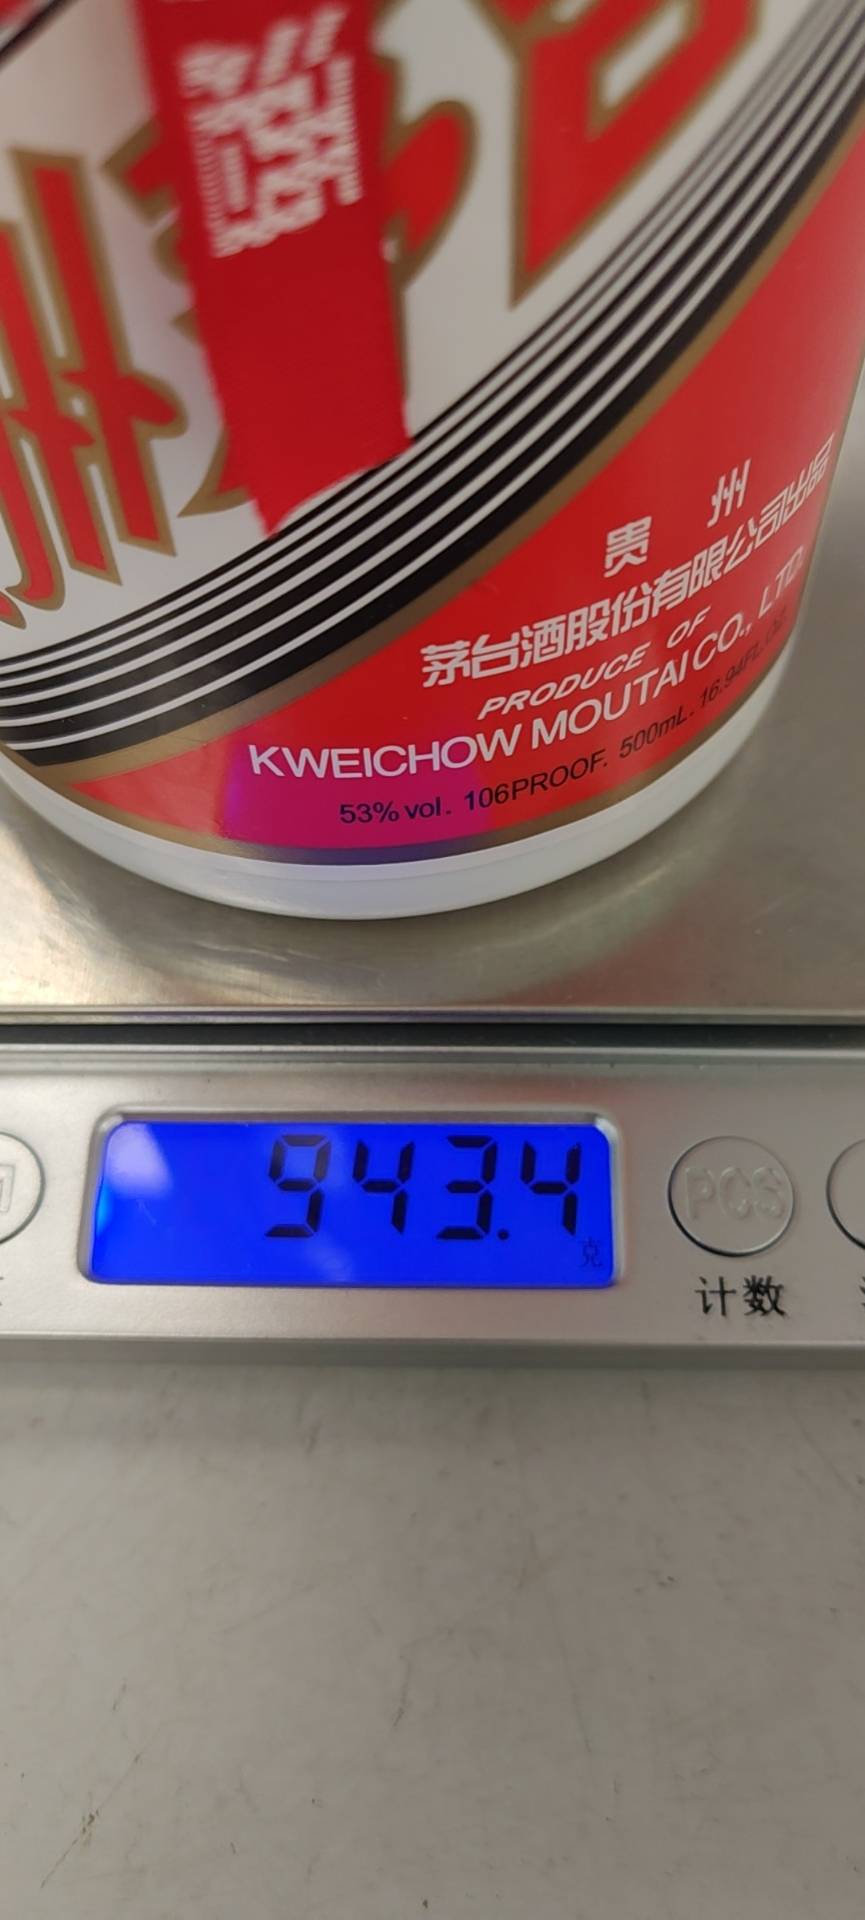 贵 州
茅台酒股份有限公司出品
PRODUCE OF
KWEICHOW MOUTAI CO., LTD.
53% vol. 106PROOF. 500mL. 16.94FL.OZ.
943.4
克
PCS
计数